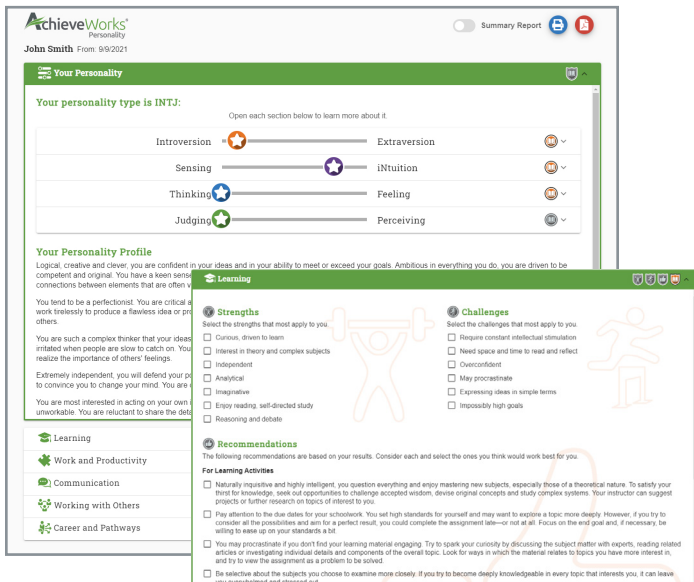 AchieveWorks®
Personality
Summary Report
John Smith From: 9/9/2021
Your Personality
Your personality type is INTJ:
Open each section below to learn more about it.
Introversion Extraversion
Sensing iNtuition
Thinking Feeling
Judging Perceiving
Your Personality Profile
Logical, creative and clever, you are confident in your ideas and in your ability to meet or exceed your goals. Ambitious in everything you do, you are driven to be
competent and original. You have a keen sense
connections between elements that are often
You tend to be a perfectionist. You are critical
work tirelessly to produce a flawless idea or
others.
You are such a complex thinker that your ideas
irritated when people are slow to catch on. You
realize the importance of others' feelings.
Extremely independent, you will defend your
to convince you to change your mind. You are
You are most interested in acting on your own
unworkable. You are reluctant to share the
Learning
Work and Productivity
Communication
Working with Others
Career and Pathways
Learning
Strengths
Select the strengths that most apply to you.
Curious, driven to learn
Interest in theory and complex subjects
Independent
Analytical
Imaginative
Enjoy reading, self-directed study
Reasoning and debate
Challenges
Select the challenges that most apply to you.
Require constant intellectual stimulation
Need space and time to read and reflect
Overconfident
May procrastinate
Expressing ideas in simple terms
Impossibly high goals
Recommendations
The following recommendations are based on your results. Consider each and select the ones you think would work best for you.
For Learning Activities
Naturally inquisitive and highly intelligent, you question everything and enjoy mastering new subjects, especially those of a theoretical nature. To satisfy your
thirst for knowledge, seek out opportunities to challenge accepted wisdom, devise original concepts and study complex systems. Your instructor can suggest
projects or further research on topics of interest to you.
Pay attention to the due dates for your schoolwork. You set high standards for yourself and may want to explore a topic more deeply. However, if you try to
consider all the possibilities and aim for a perfect result, you could complete the assignment late—or not at all. Focus on the end goal and, if necessary, be
willing to ease up on your standards a bit.
You may procrastinate if you don't find your learning material engaging. Try to spark your curiosity by discussing the subject matter with experts, reading related
articles or investigating individual details and components of the overall topic. Look for ways in which the material relates to topics you have more interest in,
and try to view the assignment as a problem to be solved.
Be selective about the subjects you choose to examine more closely. If you try to become deeply knowledgeable in every topic that interests you, it can leave